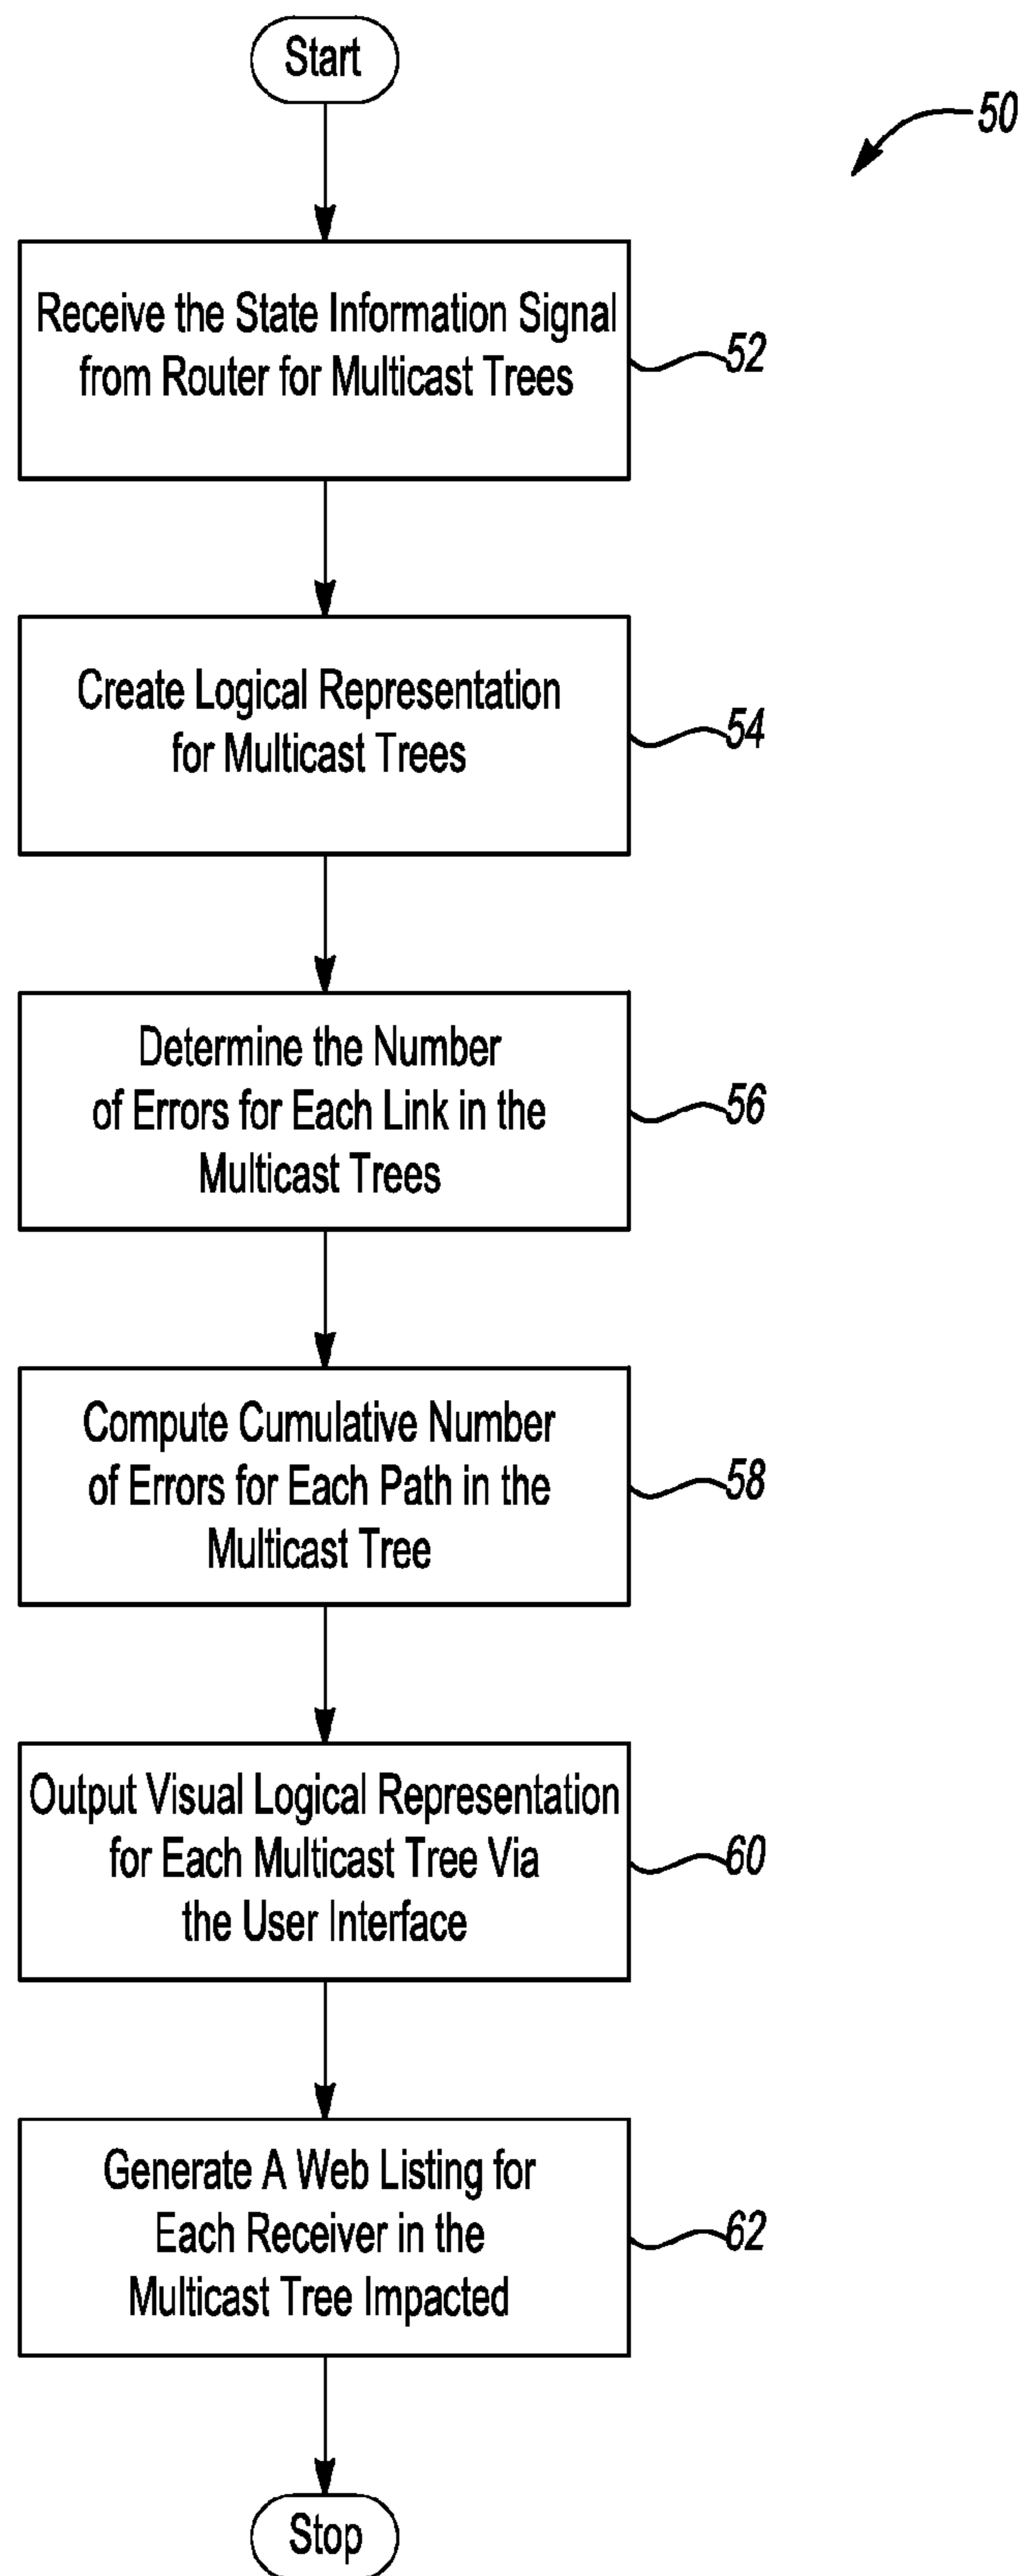 Start
50
Receive the State Information Signal
from Router for Multicast Trees
52
Create Logical Representation
for Multicast Trees
54
Determine the Number
of Errors for Each Link in the
Multicast Trees
56
Compute Cumulative Number
of Errors for Each Path in the
Multicast Tree
58
Output Visual Logical Representation
for Each Multicast Tree Via
the User Interface
60
Generate A Web Listing for
Each Receiver in the
Multicast Tree Impacted
62
Stop